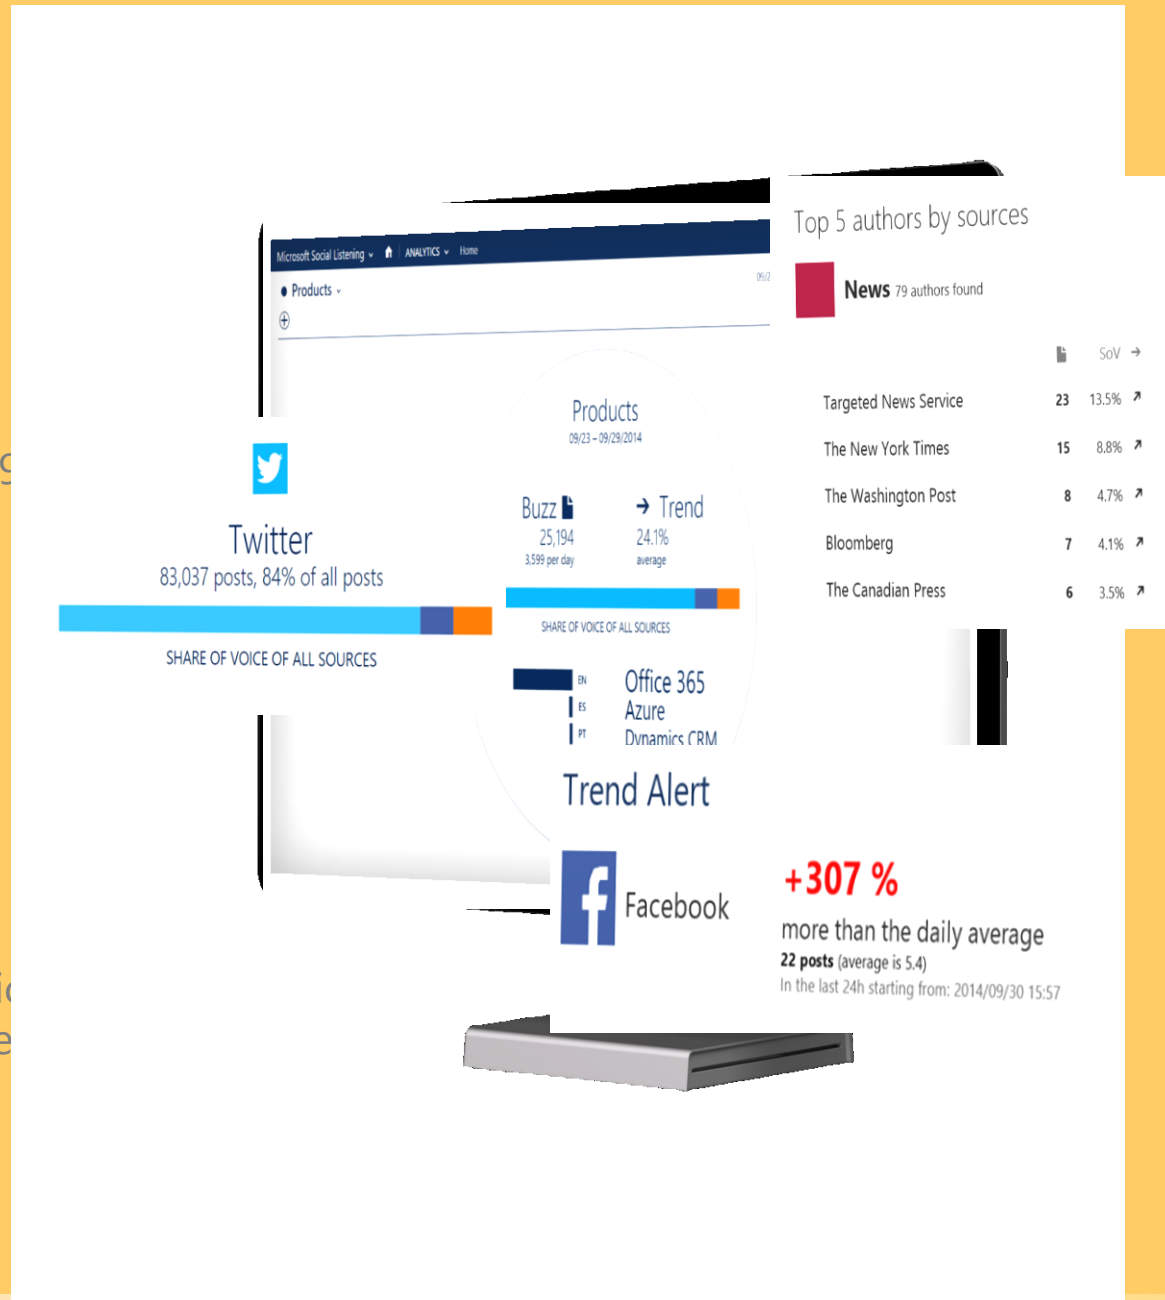 Microsoft Social Listening ANALYTICS Home
Products
Top 5 authors by sources
News 79 authors found
SoV
Targeted News Service 23 13.5%
The New York Times 15 8.8%
The Washington Post 8 4.7%
Bloomberg 7 4.1%
The Canadian Press 6 3.5%
Twitter
83,037 posts, 84% of all posts
SHARE OF VOICE OF ALL SOURCES
Products
09/23 – 09/29/2014
Buzz Trend
25,194 24.1%
3,599 per day average
SHARE OF VOICE OF ALL SOURCES
EN Office 365
ES Azure
PT Dynamics CRM
Trend Alert
Facebook
+307 %
more than the daily average
22 posts (average is 5.4)
In the last 24h starting from: 2014/09/30 15:57